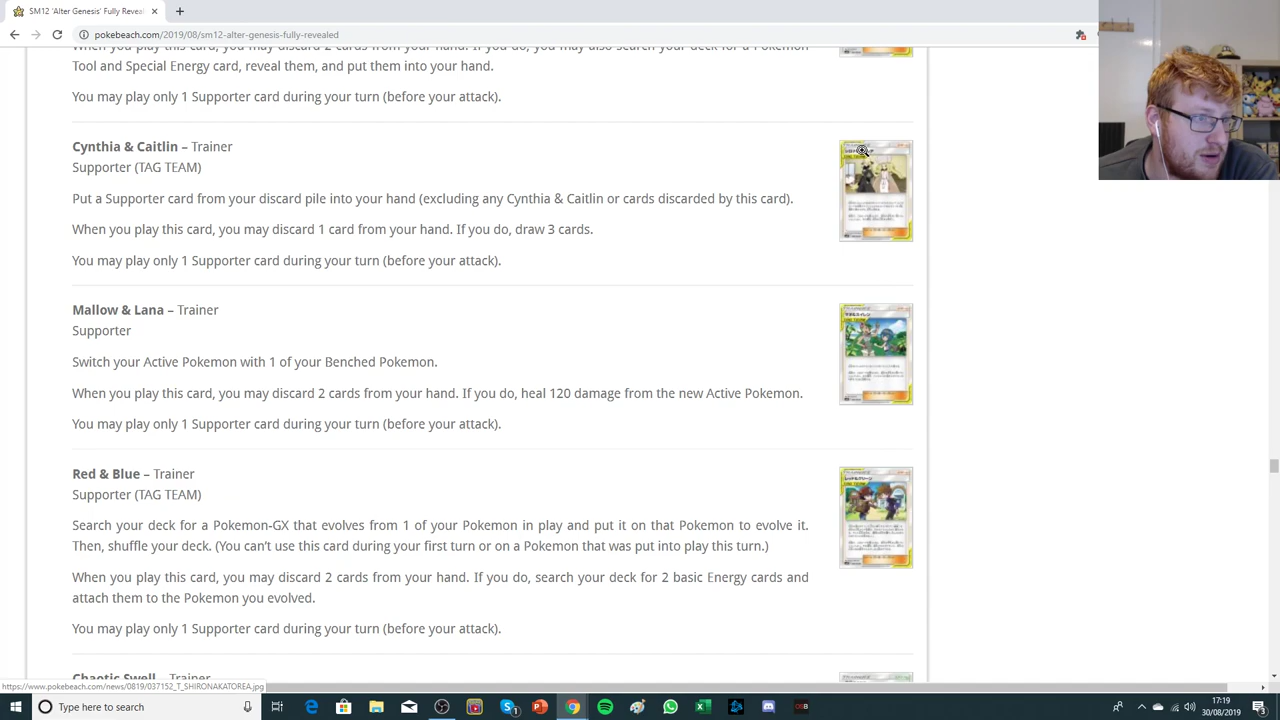 SM12 'Alter Genesis' Fully Reveal
pokebeach.com/2019/08/sm12-alter-genesis-fully-revealed
When you play this card, you may discard 2 cards from your hand. If you do, you may also search your deck for a Pokemon
Tool and Spatial Energy card, reveal them, and put them into your hand.
You may play only 1 Supporter card during your turn (before your attack).
Cynthia & Caitlin – Trainer
Supporter (TAG TEAM)
Put a Supporter card from your discard pile into your hand (excluding any Cynthia & Caitlin or cards discarded by this card).
When you play this card, you may discard 1 card from your hand. If you do, draw 3 cards.
You may play only 1 Supporter card during your turn (before your attack).
Mallow & Lana – Trainer
Supporter
Switch your Active Pokemon with 1 of your Benched Pokemon.
When you play this card, you may discard 2 cards from your hand. If you do, heal 120 damage from the new Active Pokemon.
You may play only 1 Supporter card during your turn (before your attack).
Red & Blue – Trainer
Supporter (TAG TEAM)
Search your deck for a Pokemon-GX that evolves from 1 of your Pokemon in play and put it on that Pokemon to evolve it.
Then, shuffle your deck. (You can't use this card during your first turn or on a Pokemon that was put into play this turn.)
When you play this card, you may discard 2 cards from your hand. If you do, search your deck for 2 basic Energy cards and
attach them to the Pokemon you evolved.
You may play only 1 Supporter card during your turn (before your attack).
Chaotic Swell – Trainer
Type here to search
17:19
30/08/2019